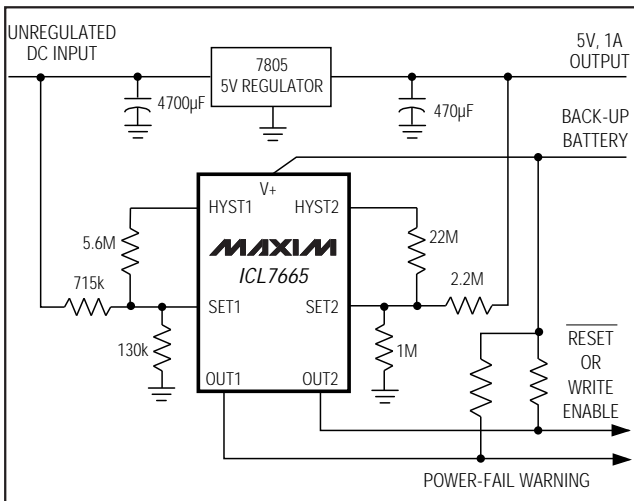 UNREGULATED
DC INPUT
7805
5V REGULATOR
5V, 1A
OUTPUT
4700µF
470µF
BACK-UP
BATTERY
V+
HYST1
HYST2
5.6M
MAXIM
22M
ICL7665
715k
2.2M
SET1
SET2
130k
1M
RESET
OR
WRITE
ENABLE
OUT1
OUT2
POWER-FAIL WARNING